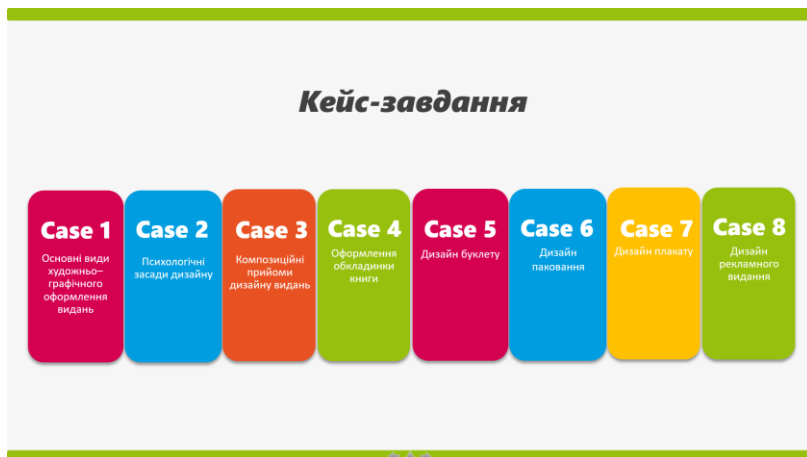 Кейс-завдання
Case 1
Основні види
художньо–
графічного
оформлення
видань
Case 2
Психологічні
засади дизайну
Case 3
Композиційні
прийоми
дизайну видань
Case 4
Оформлення
обкладинки
книги
Case 5
Дизайн буклету
Case 6
Дизайн
паковання
Case 7
Дизайн плакату
Case 8
Дизайн
рекламного
видання